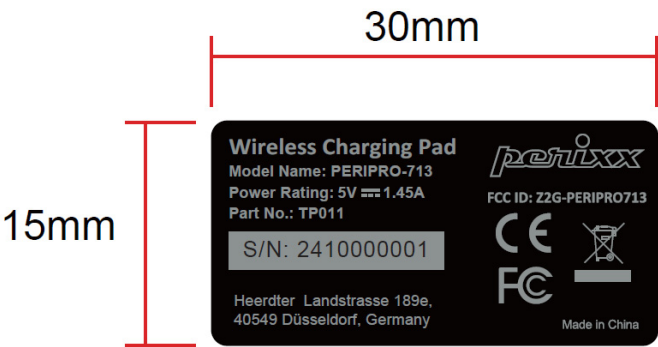 30mm
15mm
Wireless Charging Pad
Model Name: PERIPRO-713
Power Rating: 5V ⎓ 1.45A
Part No.: TP011
S/N: 2410000001
Heerdter Landstrasse 189e,
40549 Düsseldorf, Germany
perixx
FCC ID: Z2G-PERIPRO713
CE
FC
Made in China